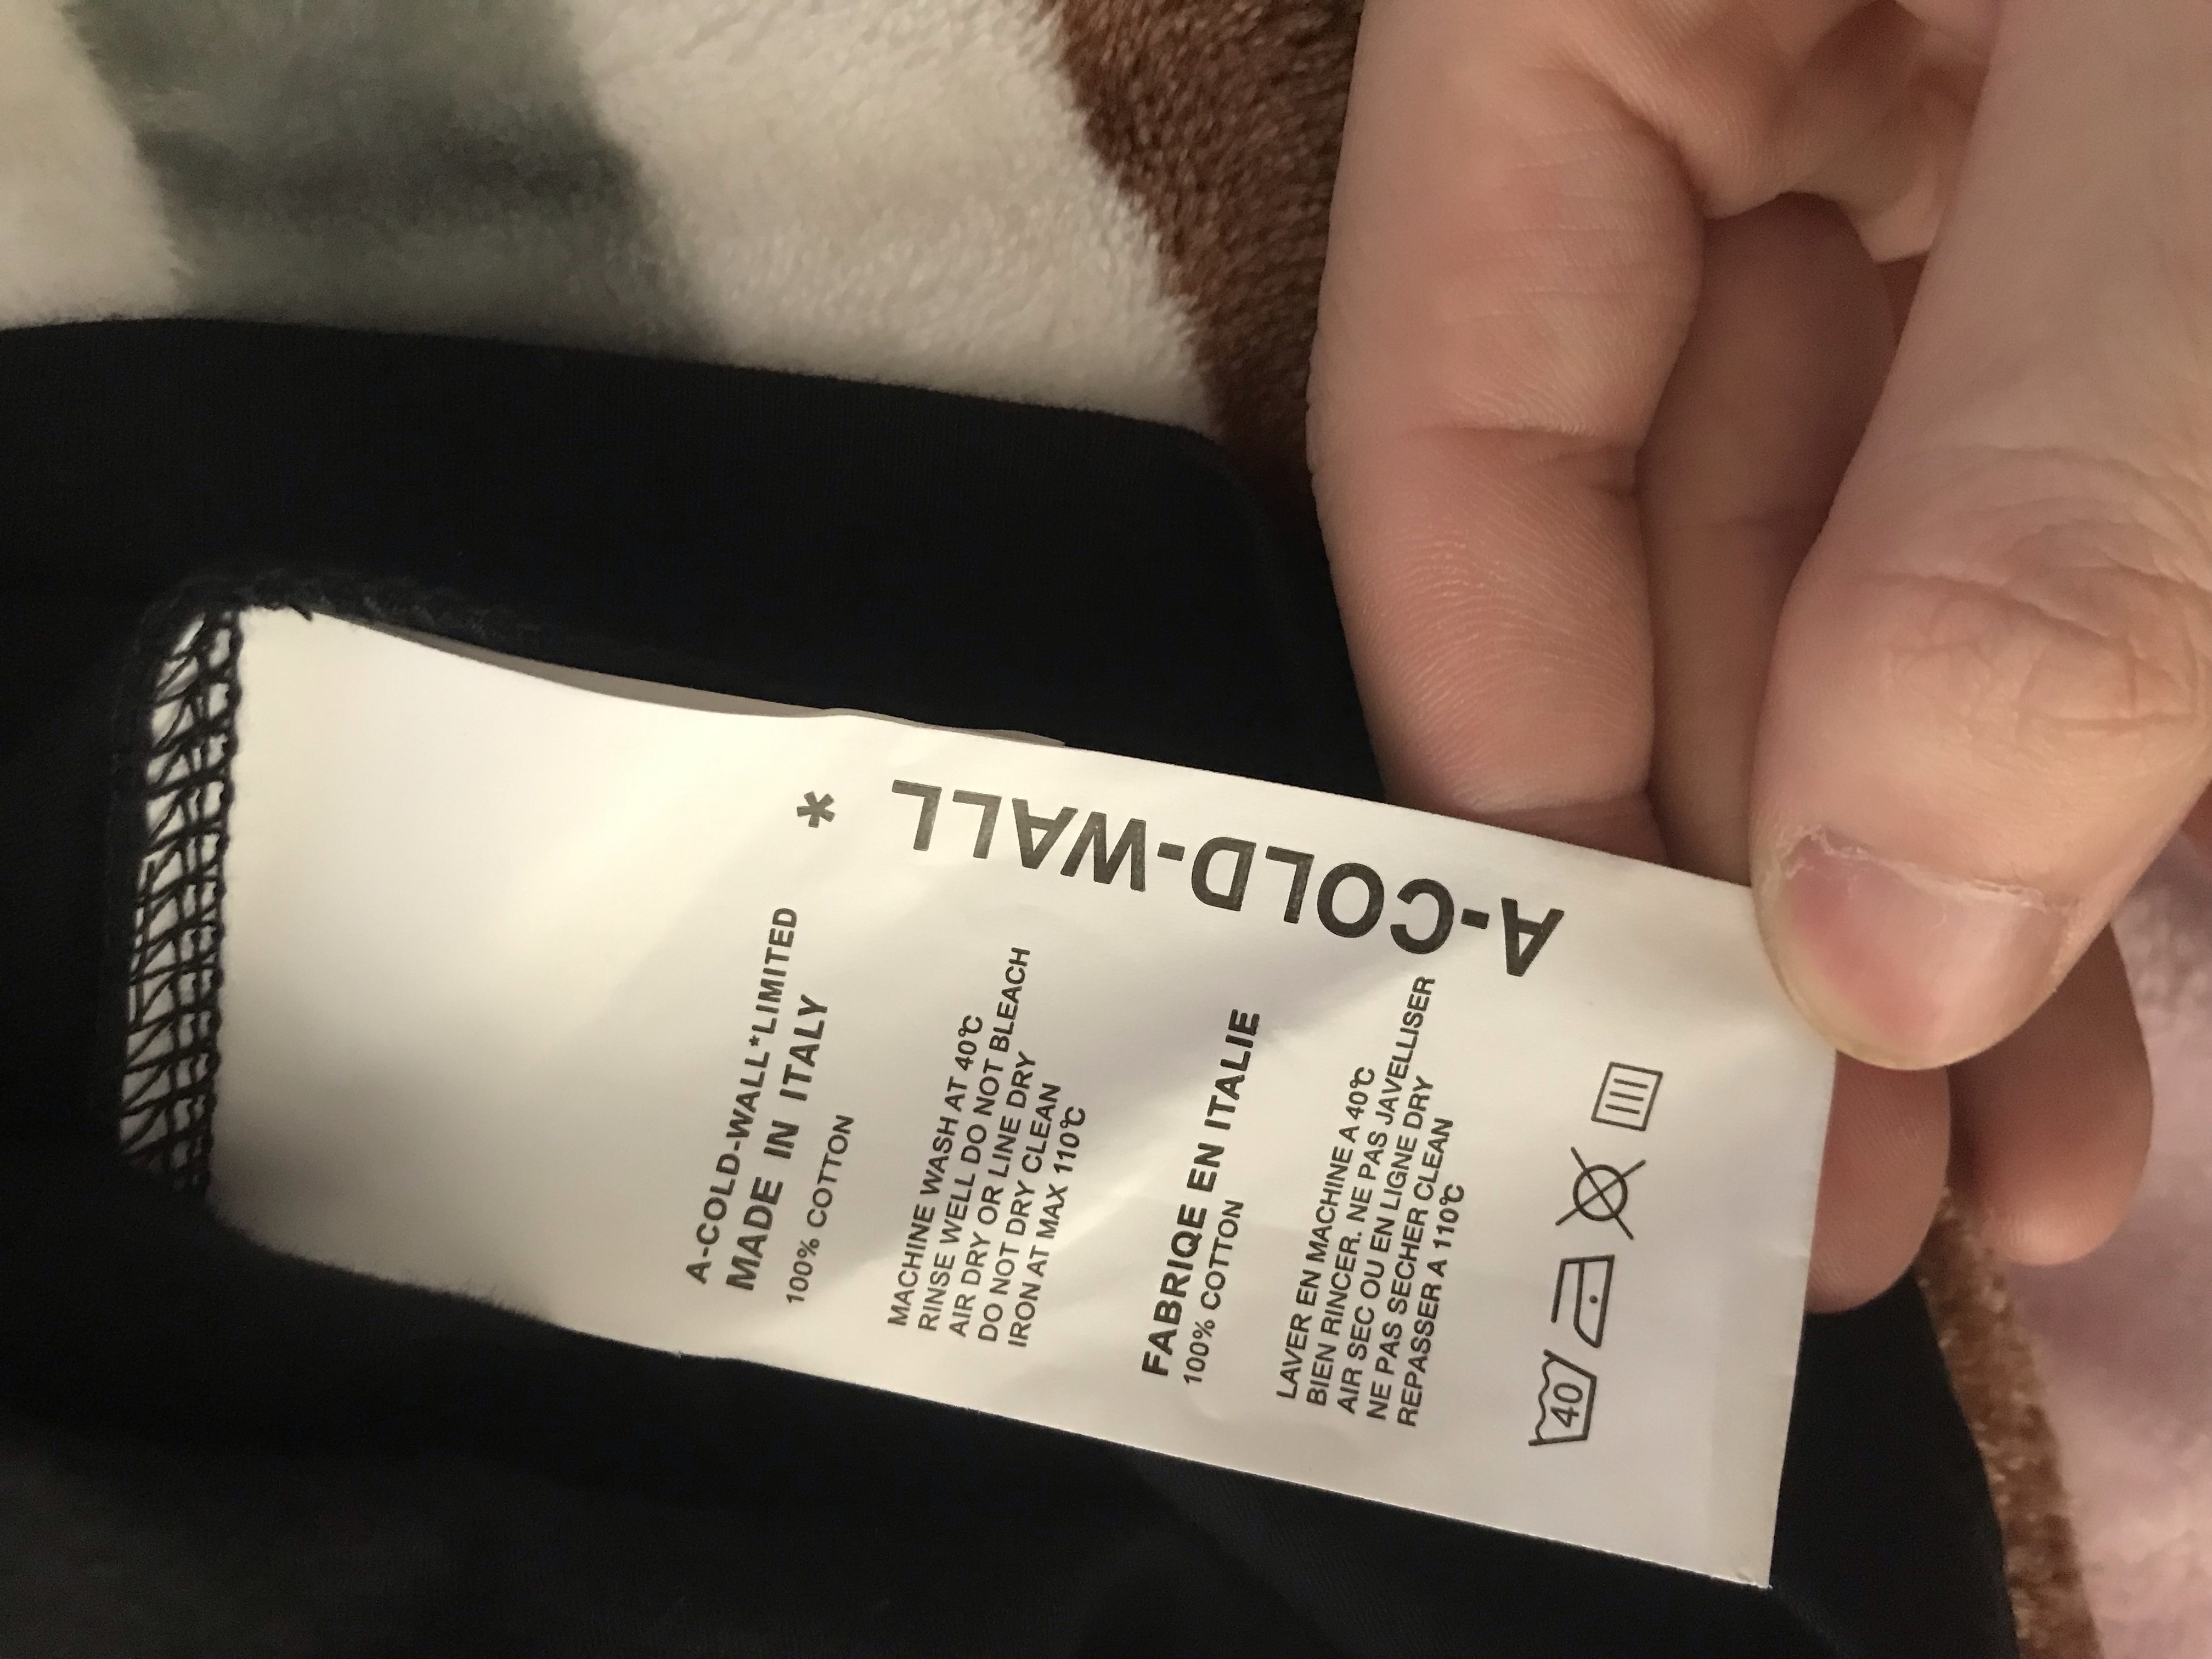 A-COLD-WALL
*
A-COLD-WALL*LIMITED
MADE IN ITALY
100% COTTON
MACHINE WASH AT 40℃
RINSE WELL DO NOT BLEACH
AIR DRY OR LINE DRY
DO NOT DRY CLEAN
IRON AT MAX 110℃
FABRIQE EN ITALIE
100% COTTON
LAVER EN MACHINE A 40℃
BIEN RINCER. NE PAS JAVELLISER
AIR SEC OU EN LIGNE DRY
NE PAS SECHER CLEAN
REPASSER A 110℃
40